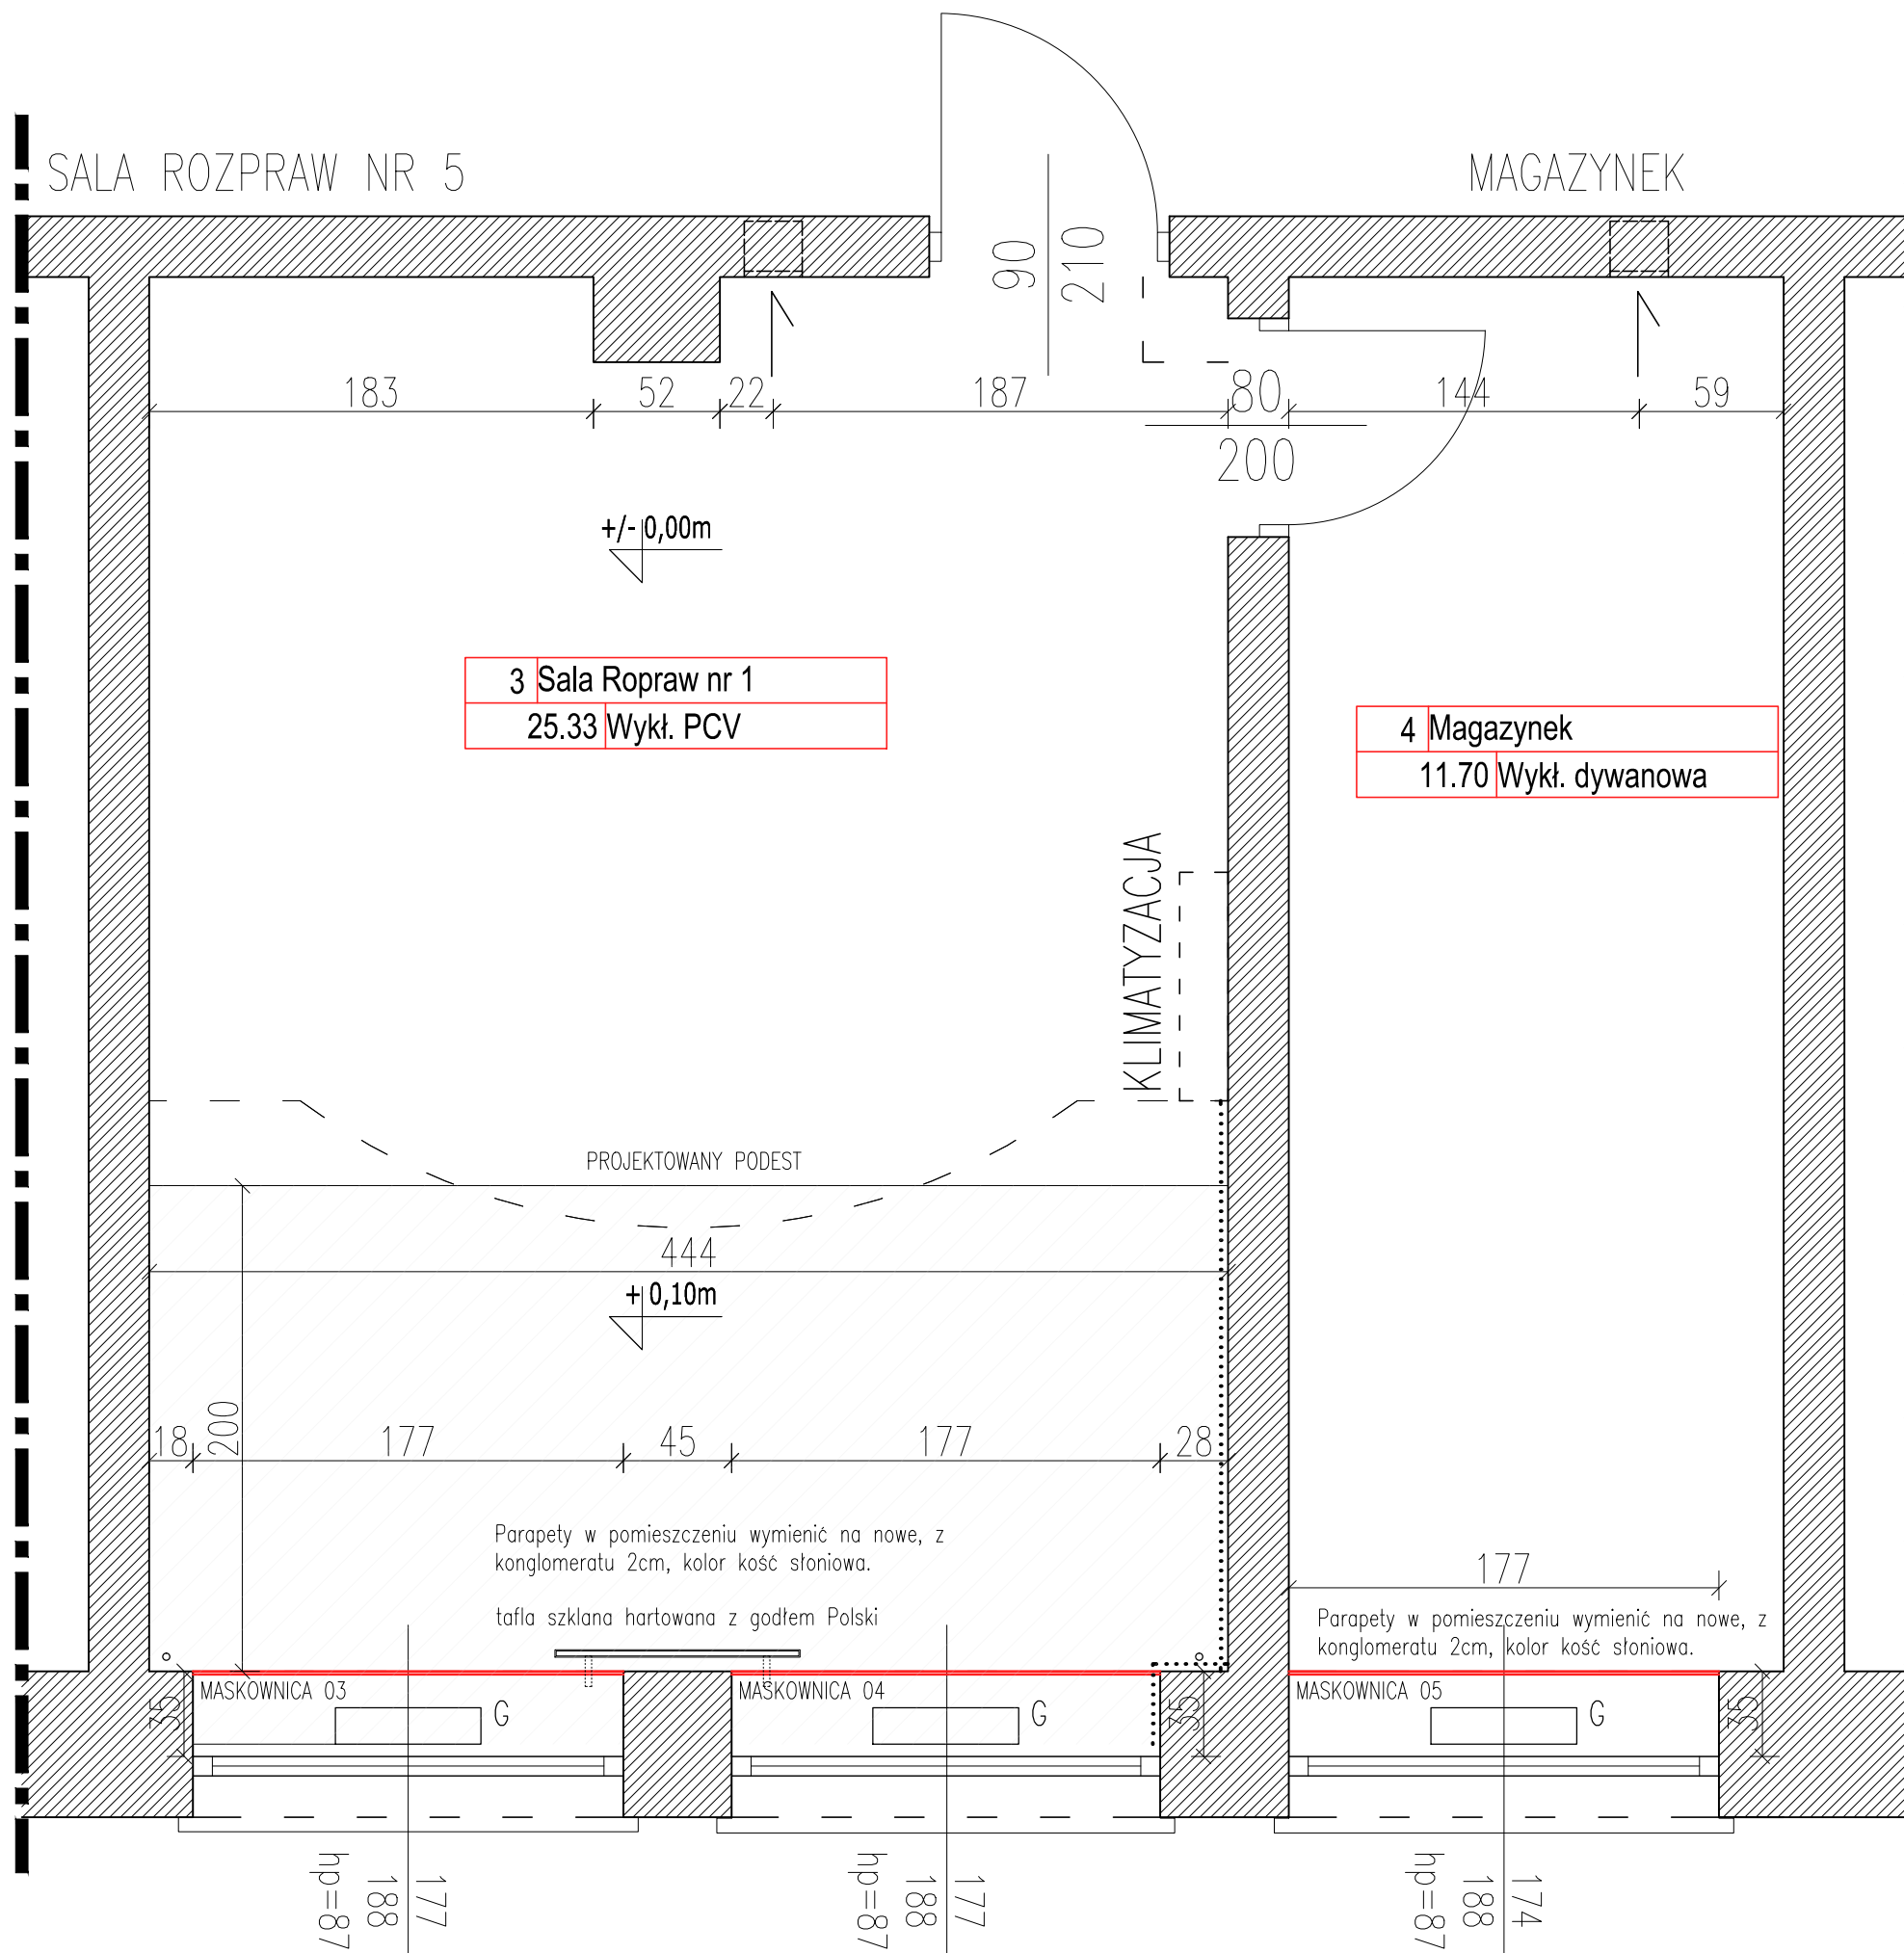 SALA ROZPRAW NR 5
MAGAZYNEK
90
210
183
52
22
187
80
200
144
59
+/- 0,00m
3 Sala Ropraw nr 1
25.33 Wykł. PCV
4 Magazynek
11.70 Wykł. dywanowa
KLIMATYZACJA
PROJEKTOWANY PODEST
444
+ 0,10m
200
18
177
45
177
28
Parapety w pomieszczeniu wymienić na nowe, z
konglomeratu 2cm, kolor kość słoniowa.
tafla szklana hartowana z godłem Polski
177
Parapety w pomieszczeniu wymienić na nowe, z
konglomeratu 2cm, kolor kość słoniowa.
35
MASKOWNICA 03
G
MASKOWNICA 04
G
35
MASKOWNICA 05
G
35
177
188
hp=87
177
188
hp=87
174
188
hp=87